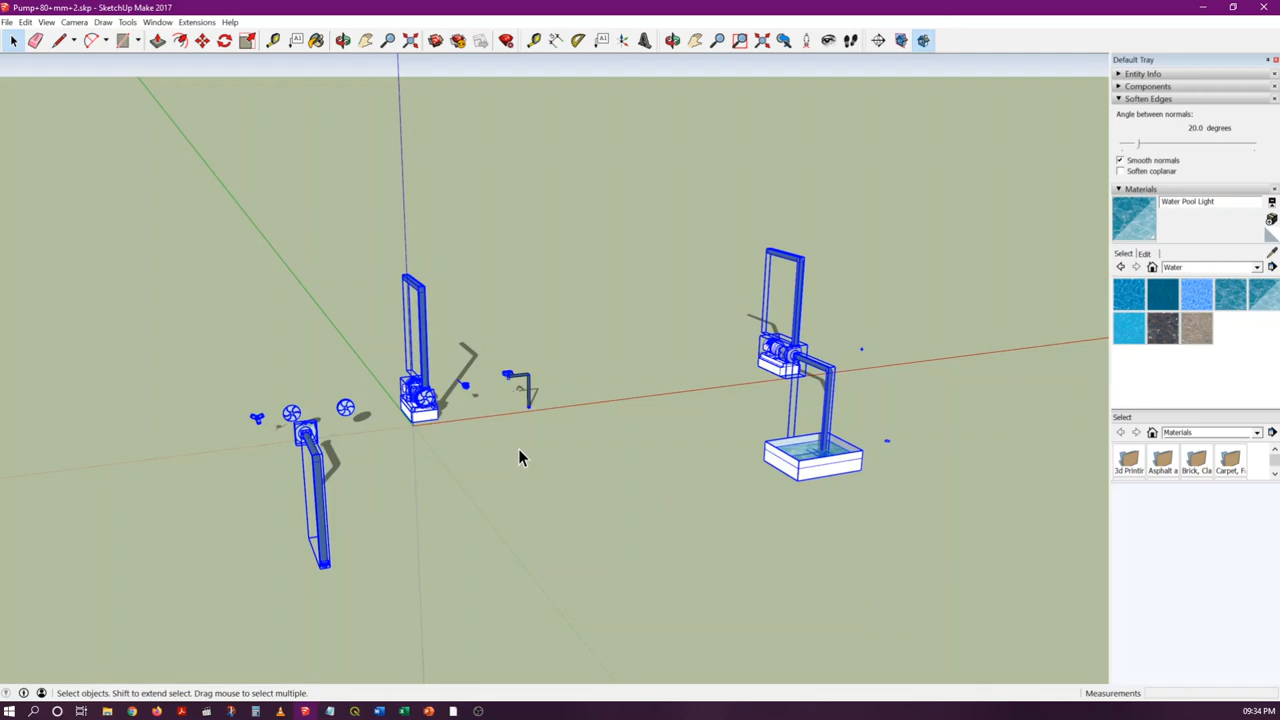 Pump+80+mm+2.skp - SketchUp Make 2017
File Edit View Camera Draw Tools Window Extensions Help
Default Tray
Entity Info
Components
Soften Edges
Angle between normals:
20.0 degrees
Smooth normals
Soften coplanar
Materials
Water Pool Light
Select Edit
Water
Select
Materials
3d Printir Asphalt a Brick, Cla Carpet, F
Select objects. Shift to extend select. Drag mouse to select multiple.
Measurements
09:34 PM